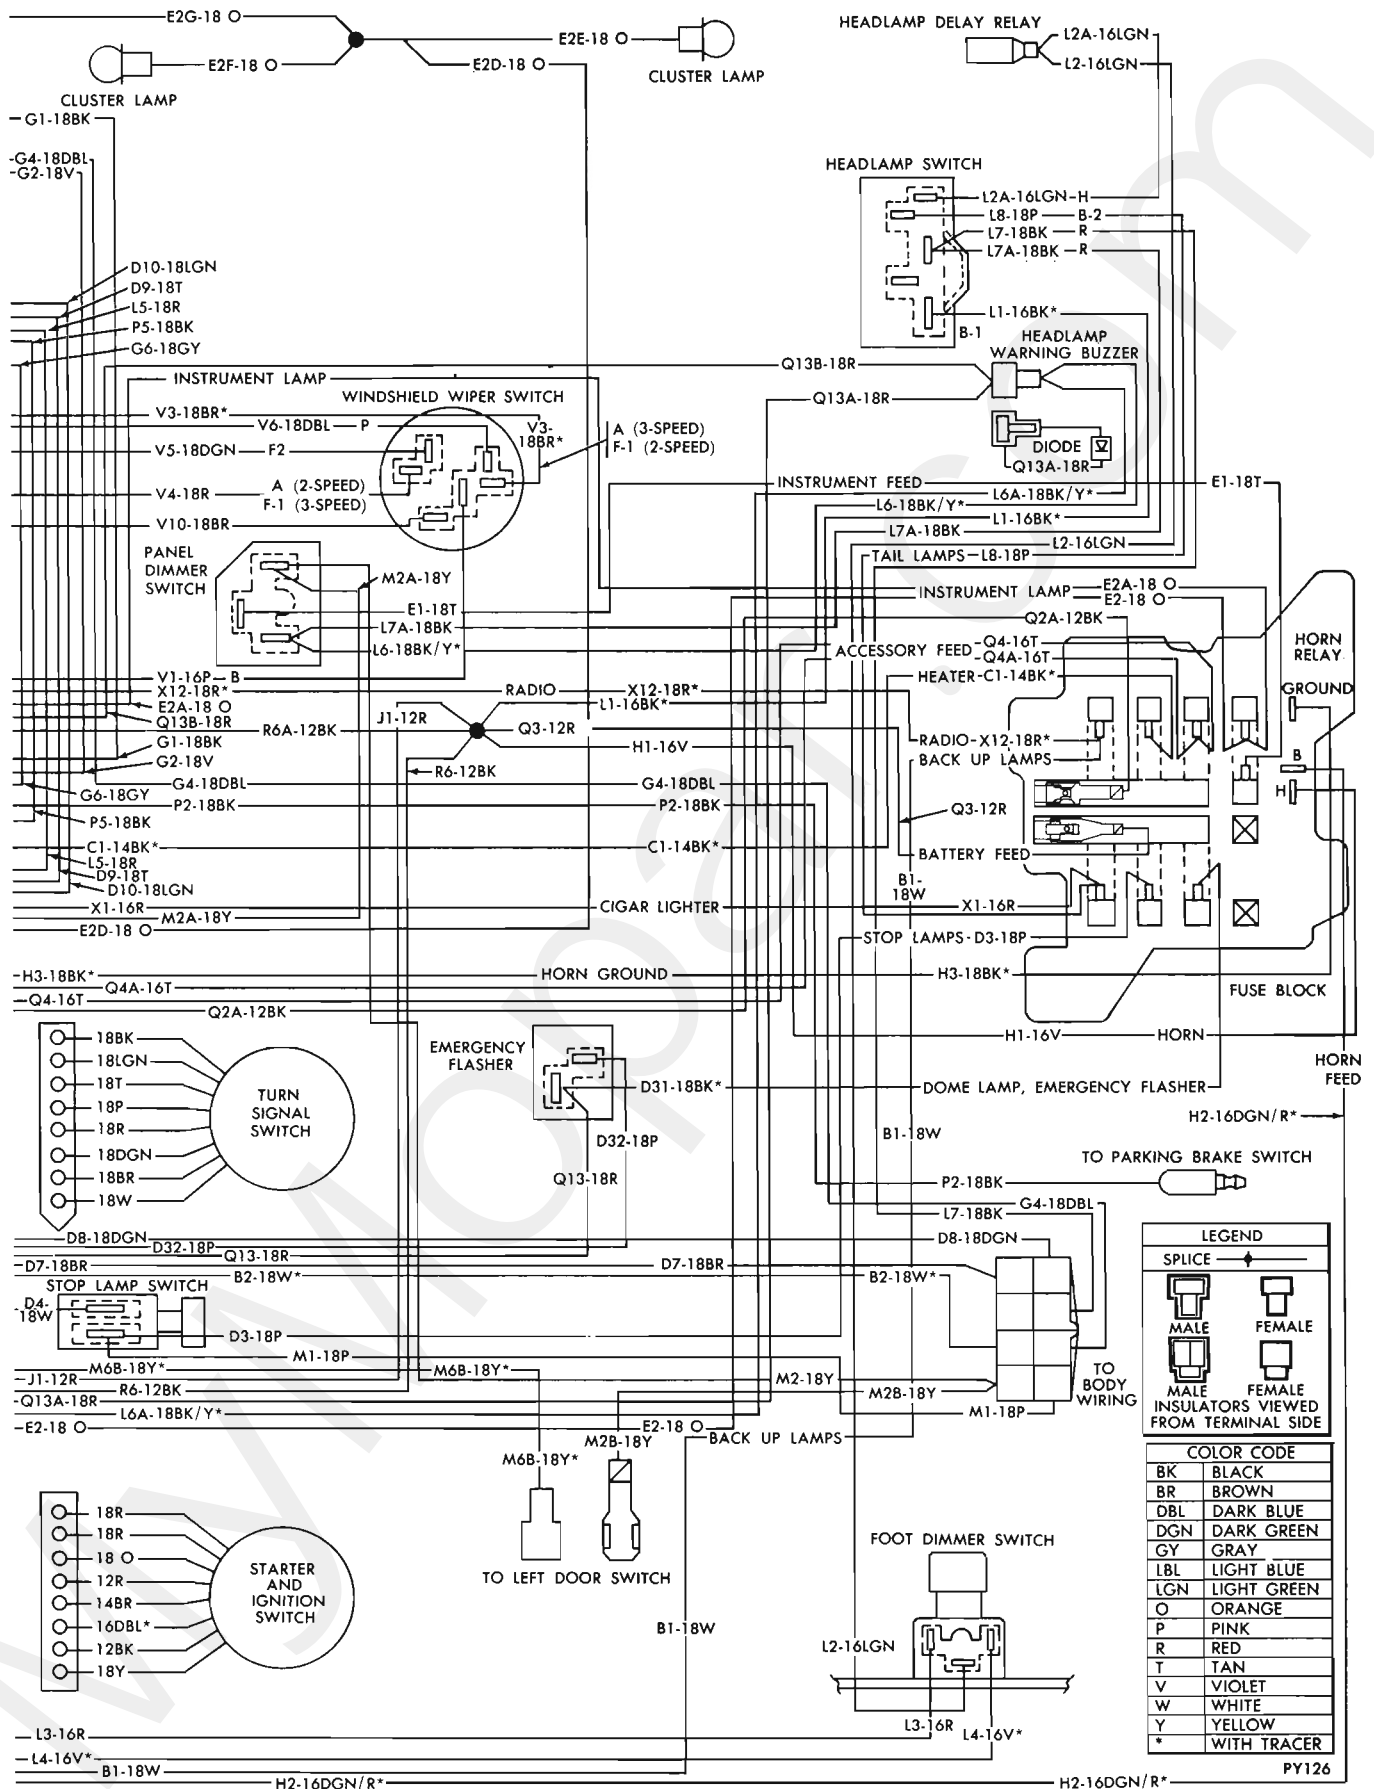 E2G-18 O
HEADLAMP DELAY RELAY
L2A-16LGN
E2E-18 O
L2-16LGN
E2F-18 O
E2D-18 O
CLUSTER LAMP
CLUSTER LAMP
G1-18BK
G4-18DBL
G2-18V
HEADLAMP SWITCH
L2A-16LGN-H
L8-18P B-2
L7-18BK R
L7A-18BK R
D10-18LGN
D9-18T
L5-18R
P5-18BK
G6-18GY
L1-16BK*
B-1
HEADLAMP
WARNING BUZZER
Q13B-18R
Q13A-18R
INSTRUMENT LAMP
WINDSHIELD WIPER SWITCH
V3-18BR*
V6-18DBL P
V3-
18BR*
A (3-SPEED)
F-1 (2-SPEED)
DIODE
Q13A-18R
V5-18DGN F2
V4-18R
A (2-SPEED)
F-1 (3-SPEED)
V10-18BR
INSTRUMENT FEED
E1-18T
L6A-18BK/Y*
L6-18BK/Y*
L1-16BK*
L7A-18BK
L2-16LGN
TAIL LAMPS-L8-18P
PANEL
DIMMER
SWITCH
M2A-18Y
E1-18T
L7A-18BK
L6-18BK/Y*
INSTRUMENT LAMP
E2A-18 O
E2-18 O
Q2A-12BK
ACCESSORY FEED
Q4-16T
Q4A-16T
HEATER-C1-14BK*
HORN
RELAY
GROUND
V1-16P B
X12-18R*
RADIO
X12-18R*
E2A-18 O
L1-16BK*
Q13B-18R
R6A-12BK
J1-12R
Q3-12R
H1-16V
G1-18BK
G2-18V
R6-12BK
RADIO-X12-18R*
BACK UP LAMPS
B
H
G4-18DBL
G4-18DBL
G6-18GY
P2-18BK
P2-18BK
Q3-12R
P5-18BK
C1-14BK*
C1-14BK*
BATTERY FEED
L5-18R
D9-18T
D10-18LGN
B1-
18W
X1-16R
CIGAR LIGHTER
X1-16R
M2A-18Y
E2D-18 O
STOP LAMPS-D3-18P
H3-18BK*
HORN GROUND
H3-18BK*
Q4A-16T
Q4-16T
Q2A-12BK
FUSE BLOCK
H1-16V
HORN
HORN
FEED
18BK
18LGN
18T
18P
18R
18DGN
18BR
18W
TURN
SIGNAL
SWITCH
EMERGENCY
FLASHER
D31-18BK*
DOME LAMP, EMERGENCY FLASHER
H2-16DGN/R*
D32-18P
B1-18W
Q13-18R
TO PARKING BRAKE SWITCH
P2-18BK
G4-18DBL
L7-18BK
D8-18DGN
D8-18DGN
D32-18P
Q13-18R
D7-18BR
D7-18BR
B2-18W*
B2-18W*
STOP LAMP SWITCH
D4-
18W
D3-18P
M1-18P
M6B-18Y*
M6B-18Y*
J1-12R
R6-12BK
M2-18Y
M28-18Y
TO
BODY
WIRING
Q13A-18R
L6A-18BK/Y*
M1-18P
E2-18 O
E2-18 O
BACK UP LAMPS
M2B-18Y
M6B-18Y*
TO LEFT DOOR SWITCH
LEGEND
SPLICE
MALE
FEMALE
MALE
FEMALE
INSULATORS VIEWED
FROM TERMINAL SIDE
COLOR CODE
BK BLACK
BR BROWN
DBL DARK BLUE
DGN DARK GREEN
GY GRAY
LBL LIGHT BLUE
LGN LIGHT GREEN
O ORANGE
P PINK
R RED
T TAN
V VIOLET
W WHITE
Y YELLOW
* WITH TRACER
18R
18R
18 O
12R
14BR
16DBL*
12BK
18Y
STARTER
AND
IGNITION
SWITCH
FOOT DIMMER SWITCH
B1-18W
L2-16LGN
L3-16R
L4-16V*
L3-16R
L4-16V*
B1-18W
H2-16DGN/R*
H2-16DGN/R*
PY126
MyMopar.com